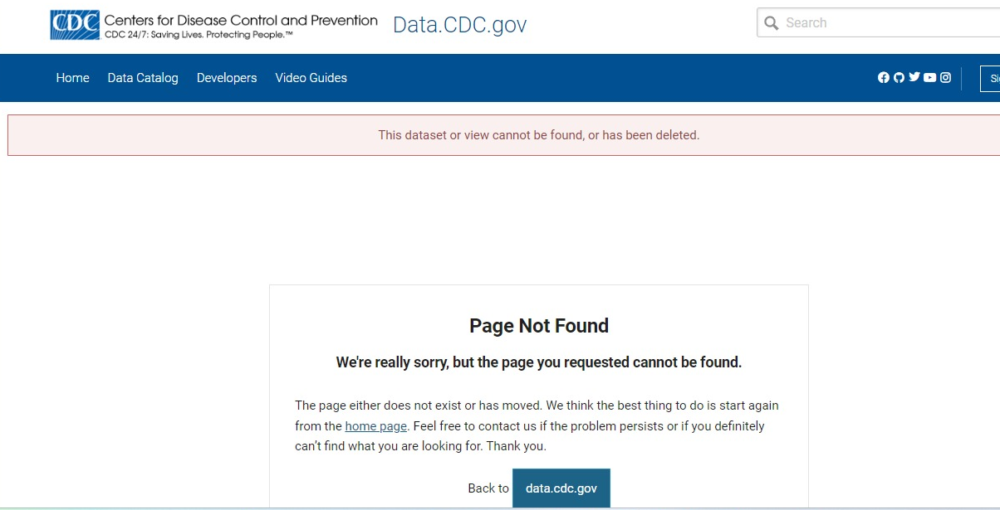 CDC Centers for Disease Control and Prevention
CDC 24/7: Saving Lives. Protecting People.™
Data.CDC.gov
Search
Home Data Catalog Developers Video Guides
Si
This dataset or view cannot be found, or has been deleted.
Page Not Found
We're really sorry, but the page you requested cannot be found.
The page either does not exist or has moved. We think the best thing to do is start again
from the home page. Feel free to contact us if the problem persists or if you definitely
can’t find what you are looking for. Thank you.
Back to data.cdc.gov